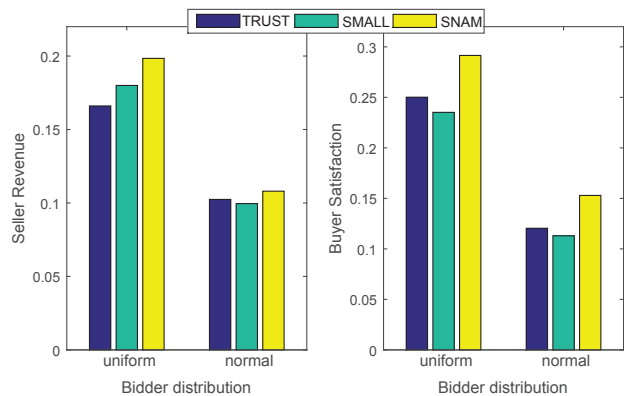 TRUST SMALL SNAM
Seller Revenue
0.2
0.15
0.1
0.05
0
uniform normal
Bidder distribution
Buyer Satisfaction
0.3
0.25
0.2
0.15
0.1
0.05
0
uniform normal
Bidder distribution